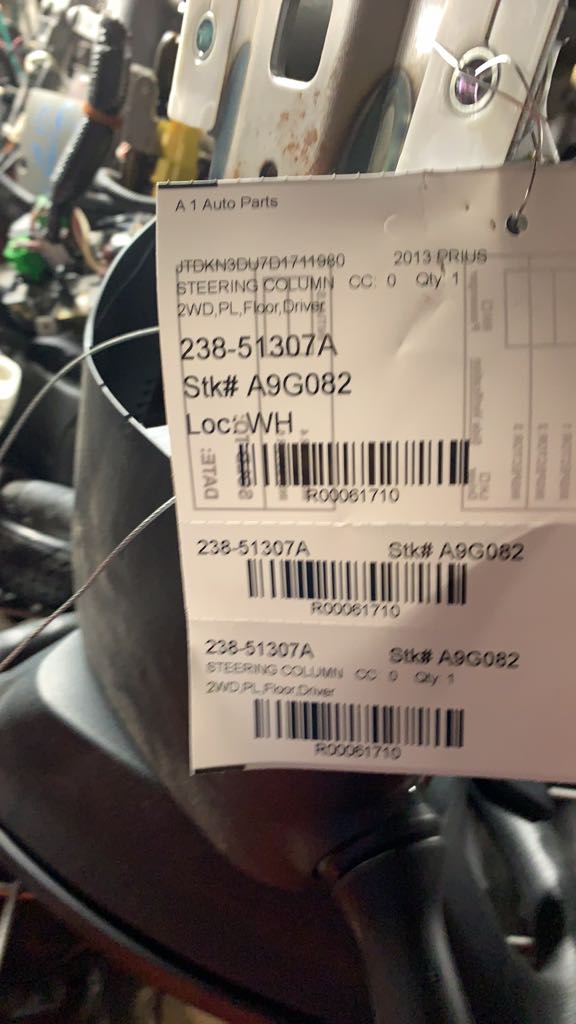 A 1 Auto Parts
JTDKN3DU7D1711980 2013 PRIUS
STEERING COLUMN CC: 0 Qty 1
2WD,PL,Floor,Driver
238-51307A
Stk# A9G082
Loc: WH
DATE:
R00061710
238-51307A Stk# A9G082
R00061710
238-51307A Stk# A9G082
STEERING COLUMN CC: 0 Qty 1
2WD,PL,Floor,Driver
R00061710